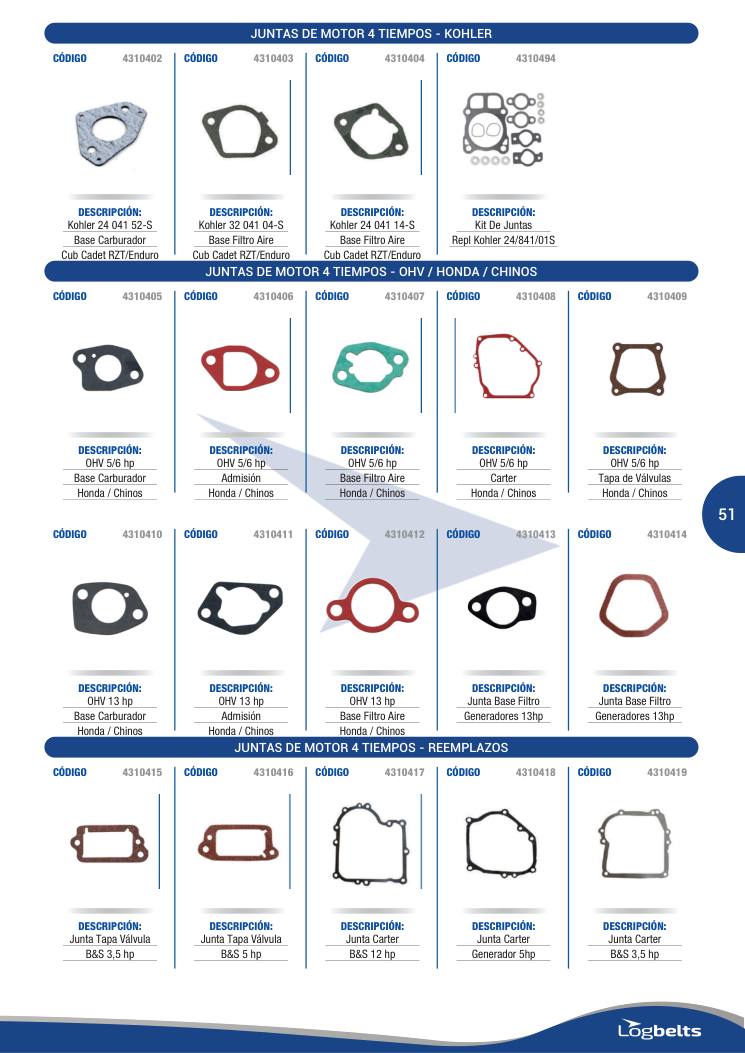 JUNTAS DE MOTOR 4 TIEMPOS - KOHLER
CÓDIGO 4310402
DESCRIPCIÓN:
Kohler 24 041 52-S
Base Carburador
Cub Cadet RZT/Enduro
CÓDIGO 4310403
DESCRIPCIÓN:
Kohler 32 041 04-S
Base Filtro Aire
Cub Cadet RZT/Enduro
CÓDIGO 4310404
DESCRIPCIÓN:
Kohler 24 041 14-S
Base Filtro Aire
Cub Cadet RZT/Enduro
CÓDIGO 4310494
DESCRIPCIÓN:
Kit De Juntas
Repl Kohler 24/841/01S
JUNTAS DE MOTOR 4 TIEMPOS - OHV / HONDA / CHINOS
CÓDIGO 4310405
DESCRIPCIÓN:
OHV 5/6 hp
Base Carburador
Honda / Chinos
CÓDIGO 4310406
DESCRIPCIÓN:
OHV 5/6 hp
Admisión
Honda / Chinos
CÓDIGO 4310407
DESCRIPCIÓN:
OHV 5/6 hp
Base Filtro Aire
Honda / Chinos
CÓDIGO 4310408
DESCRIPCIÓN:
OHV 5/6 hp
Carter
Honda / Chinos
CÓDIGO 4310409
DESCRIPCIÓN:
OHV 5/6 hp
Tapa de Válvulas
Honda / Chinos
51
CÓDIGO 4310410
DESCRIPCIÓN:
OHV 13 hp
Base Carburador
Honda / Chinos
CÓDIGO 4310411
DESCRIPCIÓN:
OHV 13 hp
Admisión
Honda / Chinos
CÓDIGO 4310412
DESCRIPCIÓN:
OHV 13 hp
Base Filtro Aire
Honda / Chinos
CÓDIGO 4310413
DESCRIPCIÓN:
Junta Base Filtro
Generadores 13hp
CÓDIGO 4310414
DESCRIPCIÓN:
Junta Base Filtro
Generadores 13hp
JUNTAS DE MOTOR 4 TIEMPOS - REEMPLAZOS
CÓDIGO 4310415
DESCRIPCIÓN:
Junta Tapa Válvula
B&S 3,5 hp
CÓDIGO 4310416
DESCRIPCIÓN:
Junta Tapa Válvula
B&S 5 hp
CÓDIGO 4310417
DESCRIPCIÓN:
Junta Carter
B&S 12 hp
CÓDIGO 4310418
DESCRIPCIÓN:
Junta Carter
Generador 5hp
CÓDIGO 4310419
DESCRIPCIÓN:
Junta Carter
B&S 3,5 hp
Logbelts